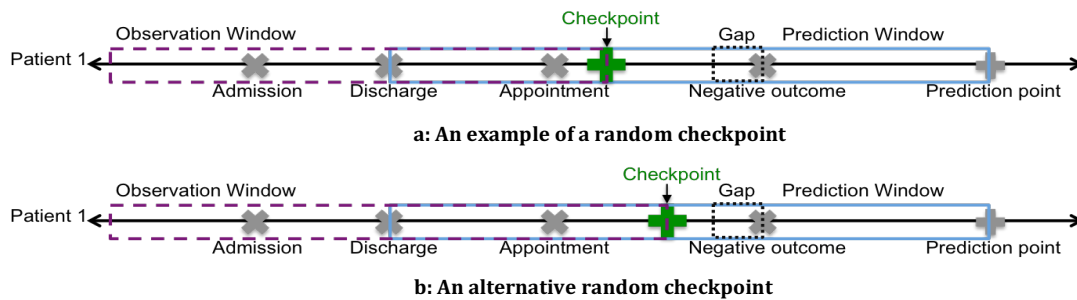 Checkpoint
Observation Window Gap Prediction Window
Patient 1
Admission Discharge Appointment Negative outcome Prediction point
a: An example of a random checkpoint
Checkpoint
Observation Window Gap Prediction Window
Patient 1
Admission Discharge Appointment Negative outcome Prediction point
b: An alternative random checkpoint